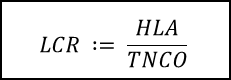 LCR := HLA
TNCO